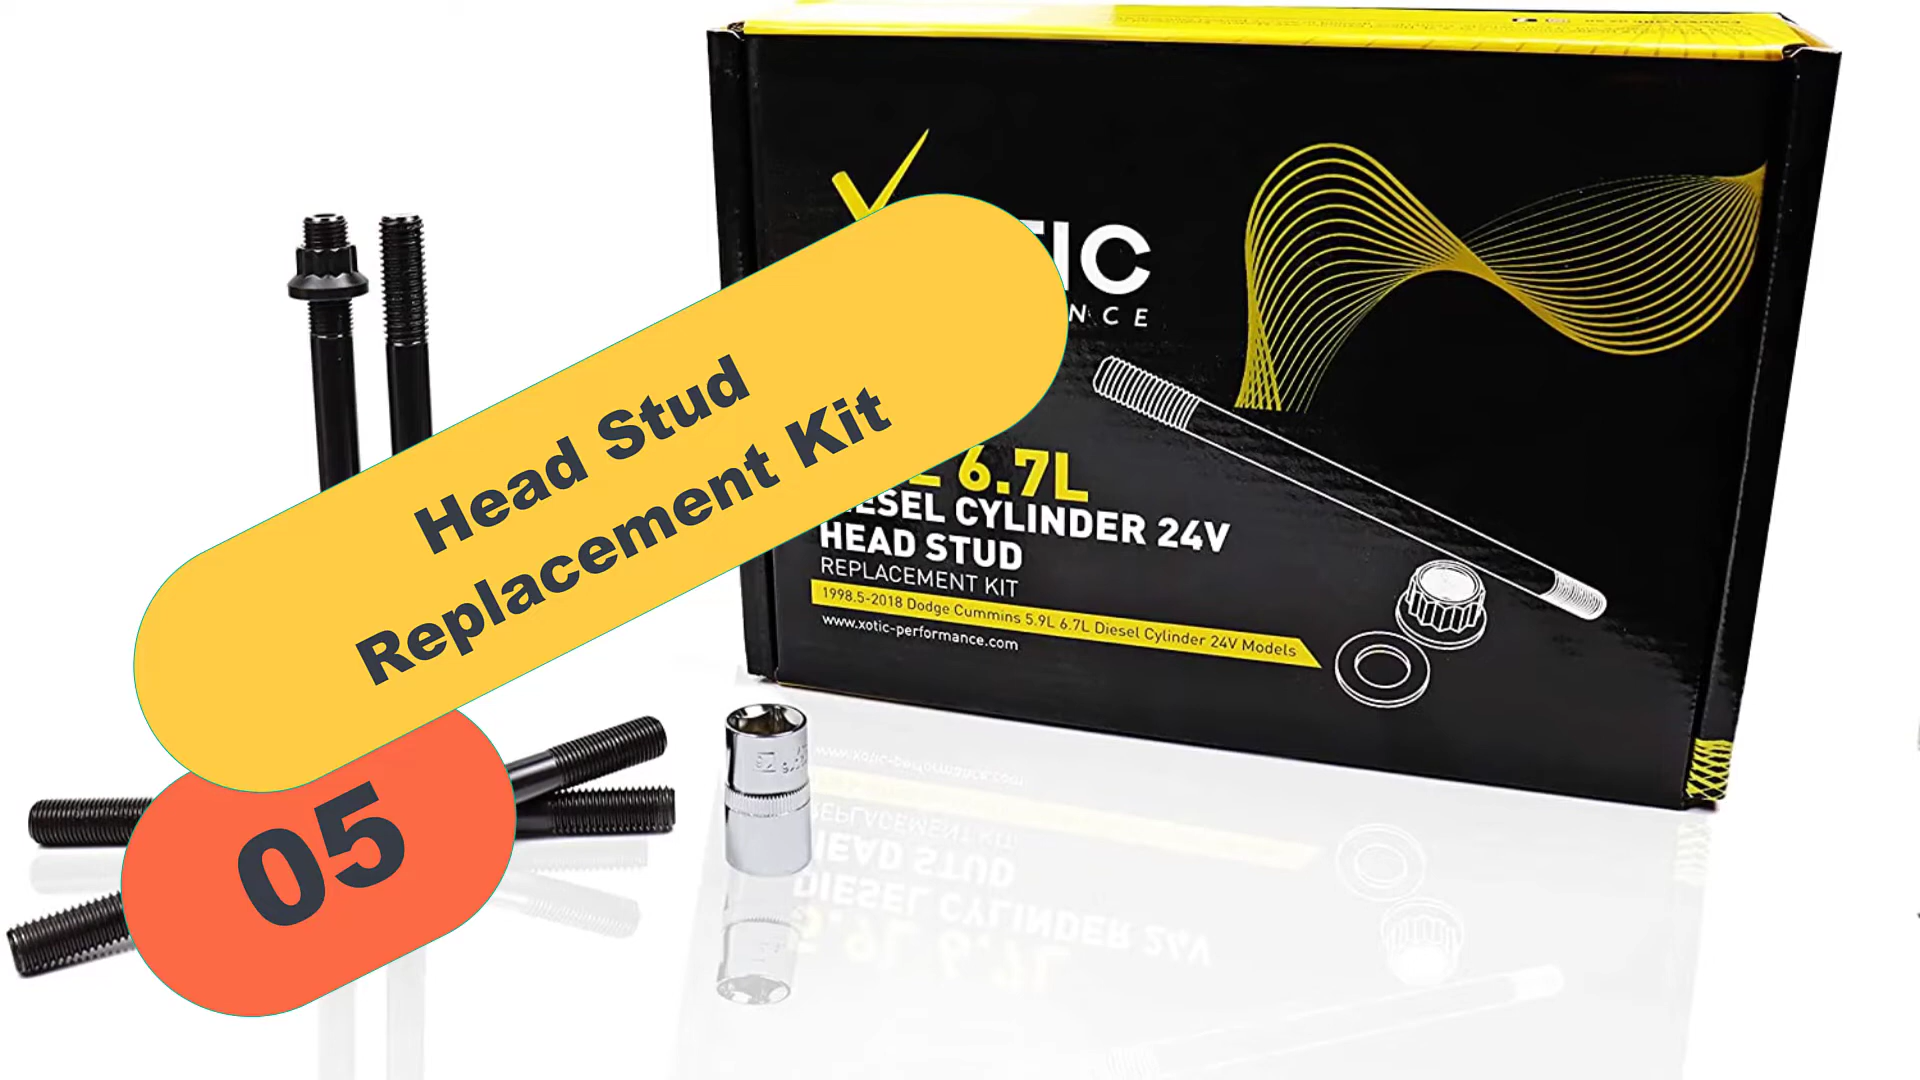 TIC
NCE
Head Stud
Replacement Kit
05
6.7L
ESEL CYLINDER 24V
HEAD STUD
REPLACEMENT KIT
1998.5-2018 Dodge Cummins 5.9L 6.7L Diesel Cylinder 24V Models
www.xotic-performance.com